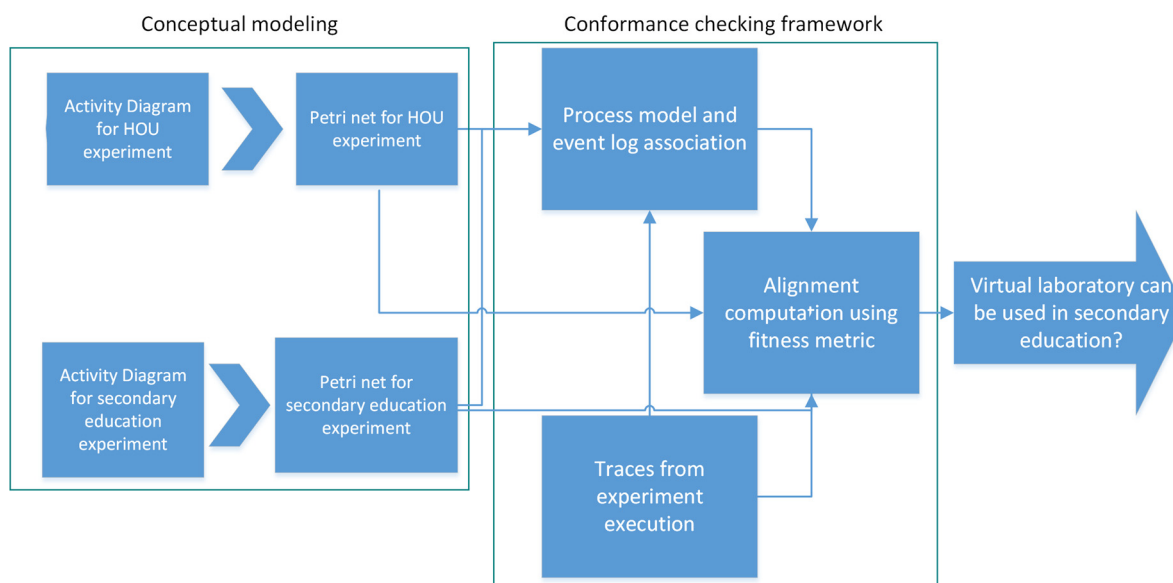 Conceptual modeling
Conformance checking framework
Activity Diagram
for HOU
experiment
Petri net for HOU
experiment
Process model and
event log association
Alignment
computation using
fitness metric
Virtual laboratory can
be used in secondary
education?
Activity Diagram
for secondary
education
experiment
Petri net for
secondary education
experiment
Traces from
experiment
execution